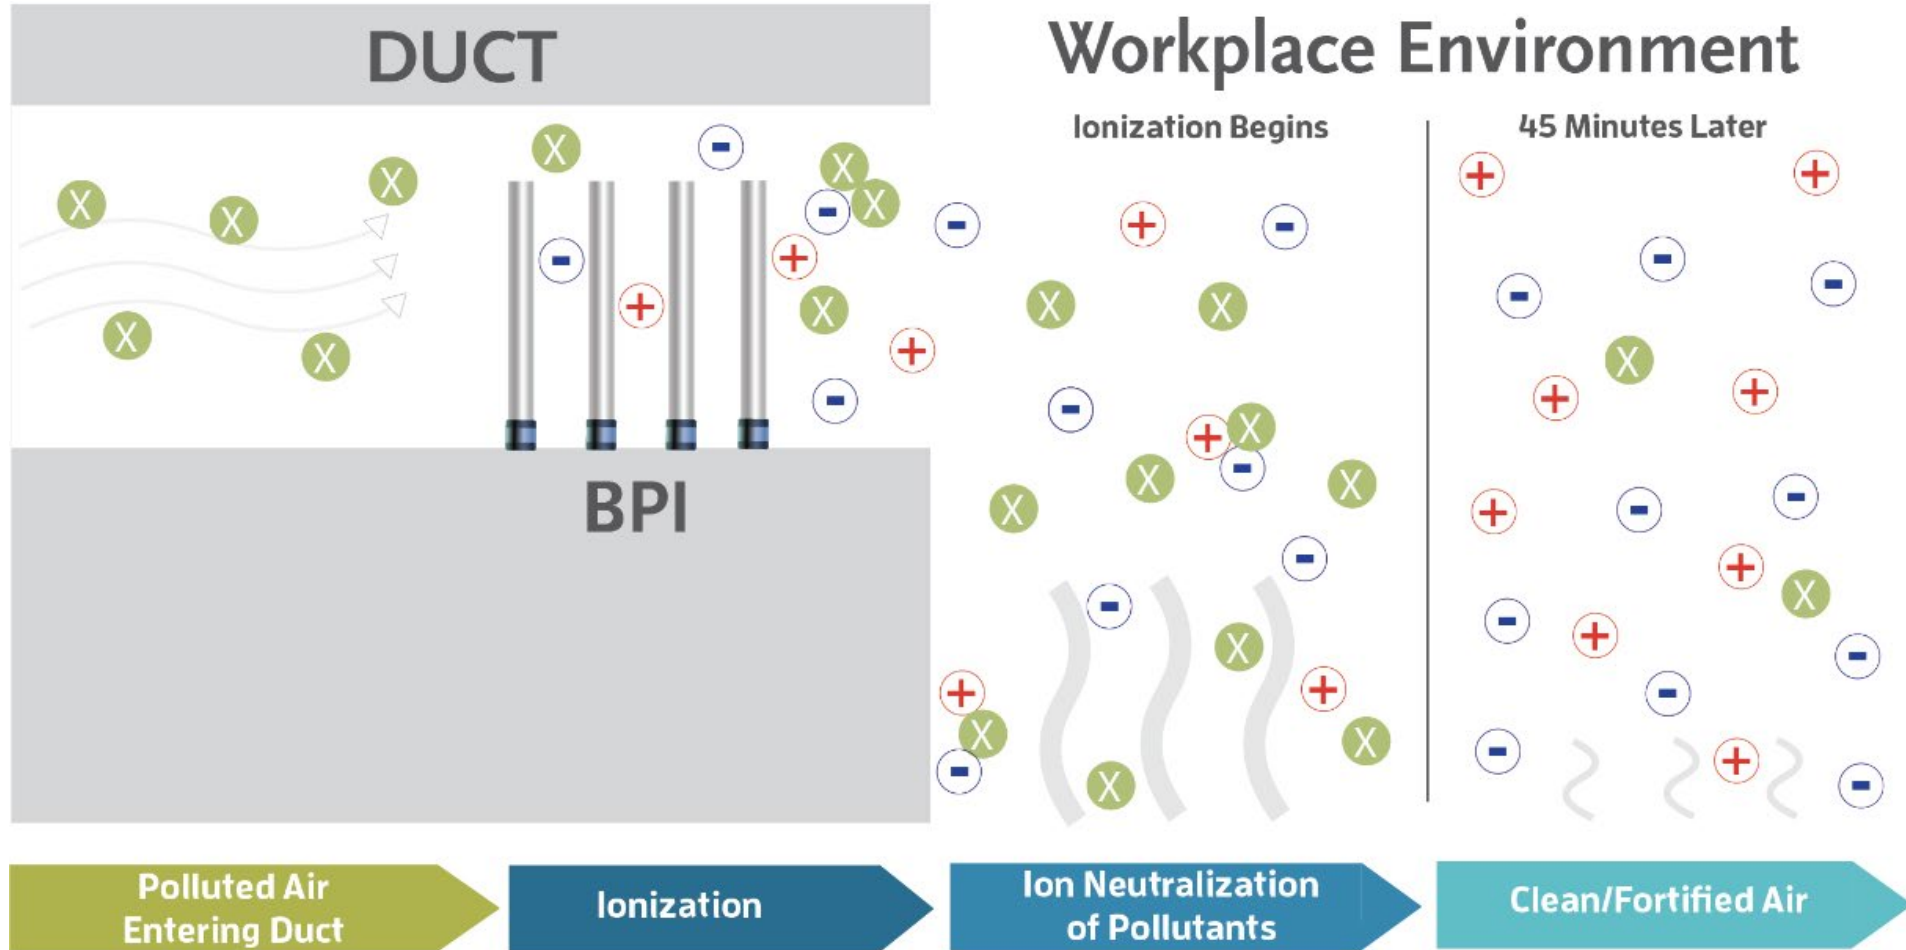 DUCT
Workplace Environment
Ionization Begins
45 Minutes Later
BPI
Polluted Air
Entering Duct
Ionization
Ion Neutralization
of Pollutants
Clean/Fortified Air